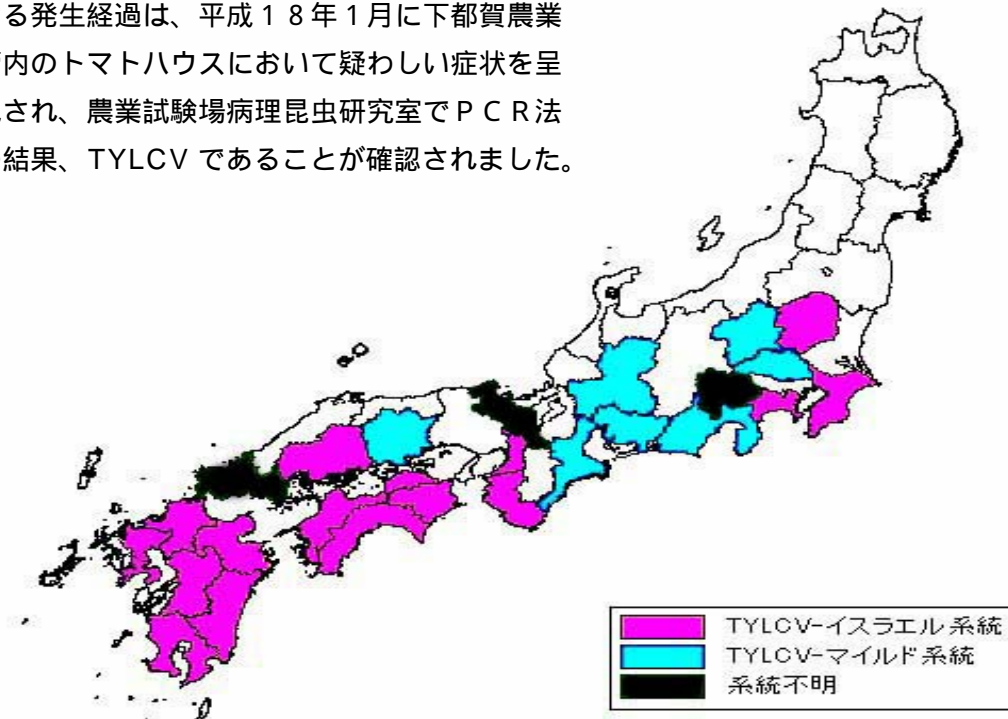 る発生経過は、平成１８年１月に下都賀農業
内のトマトハウスにおいて疑わしい症状を呈
され、農業試験場病理昆虫研究室でＰＣＲ法
結果、TYLCV であることが確認されました。
TYLCV-イスラエル系統
TYLCV-マイルド系統
系統不明